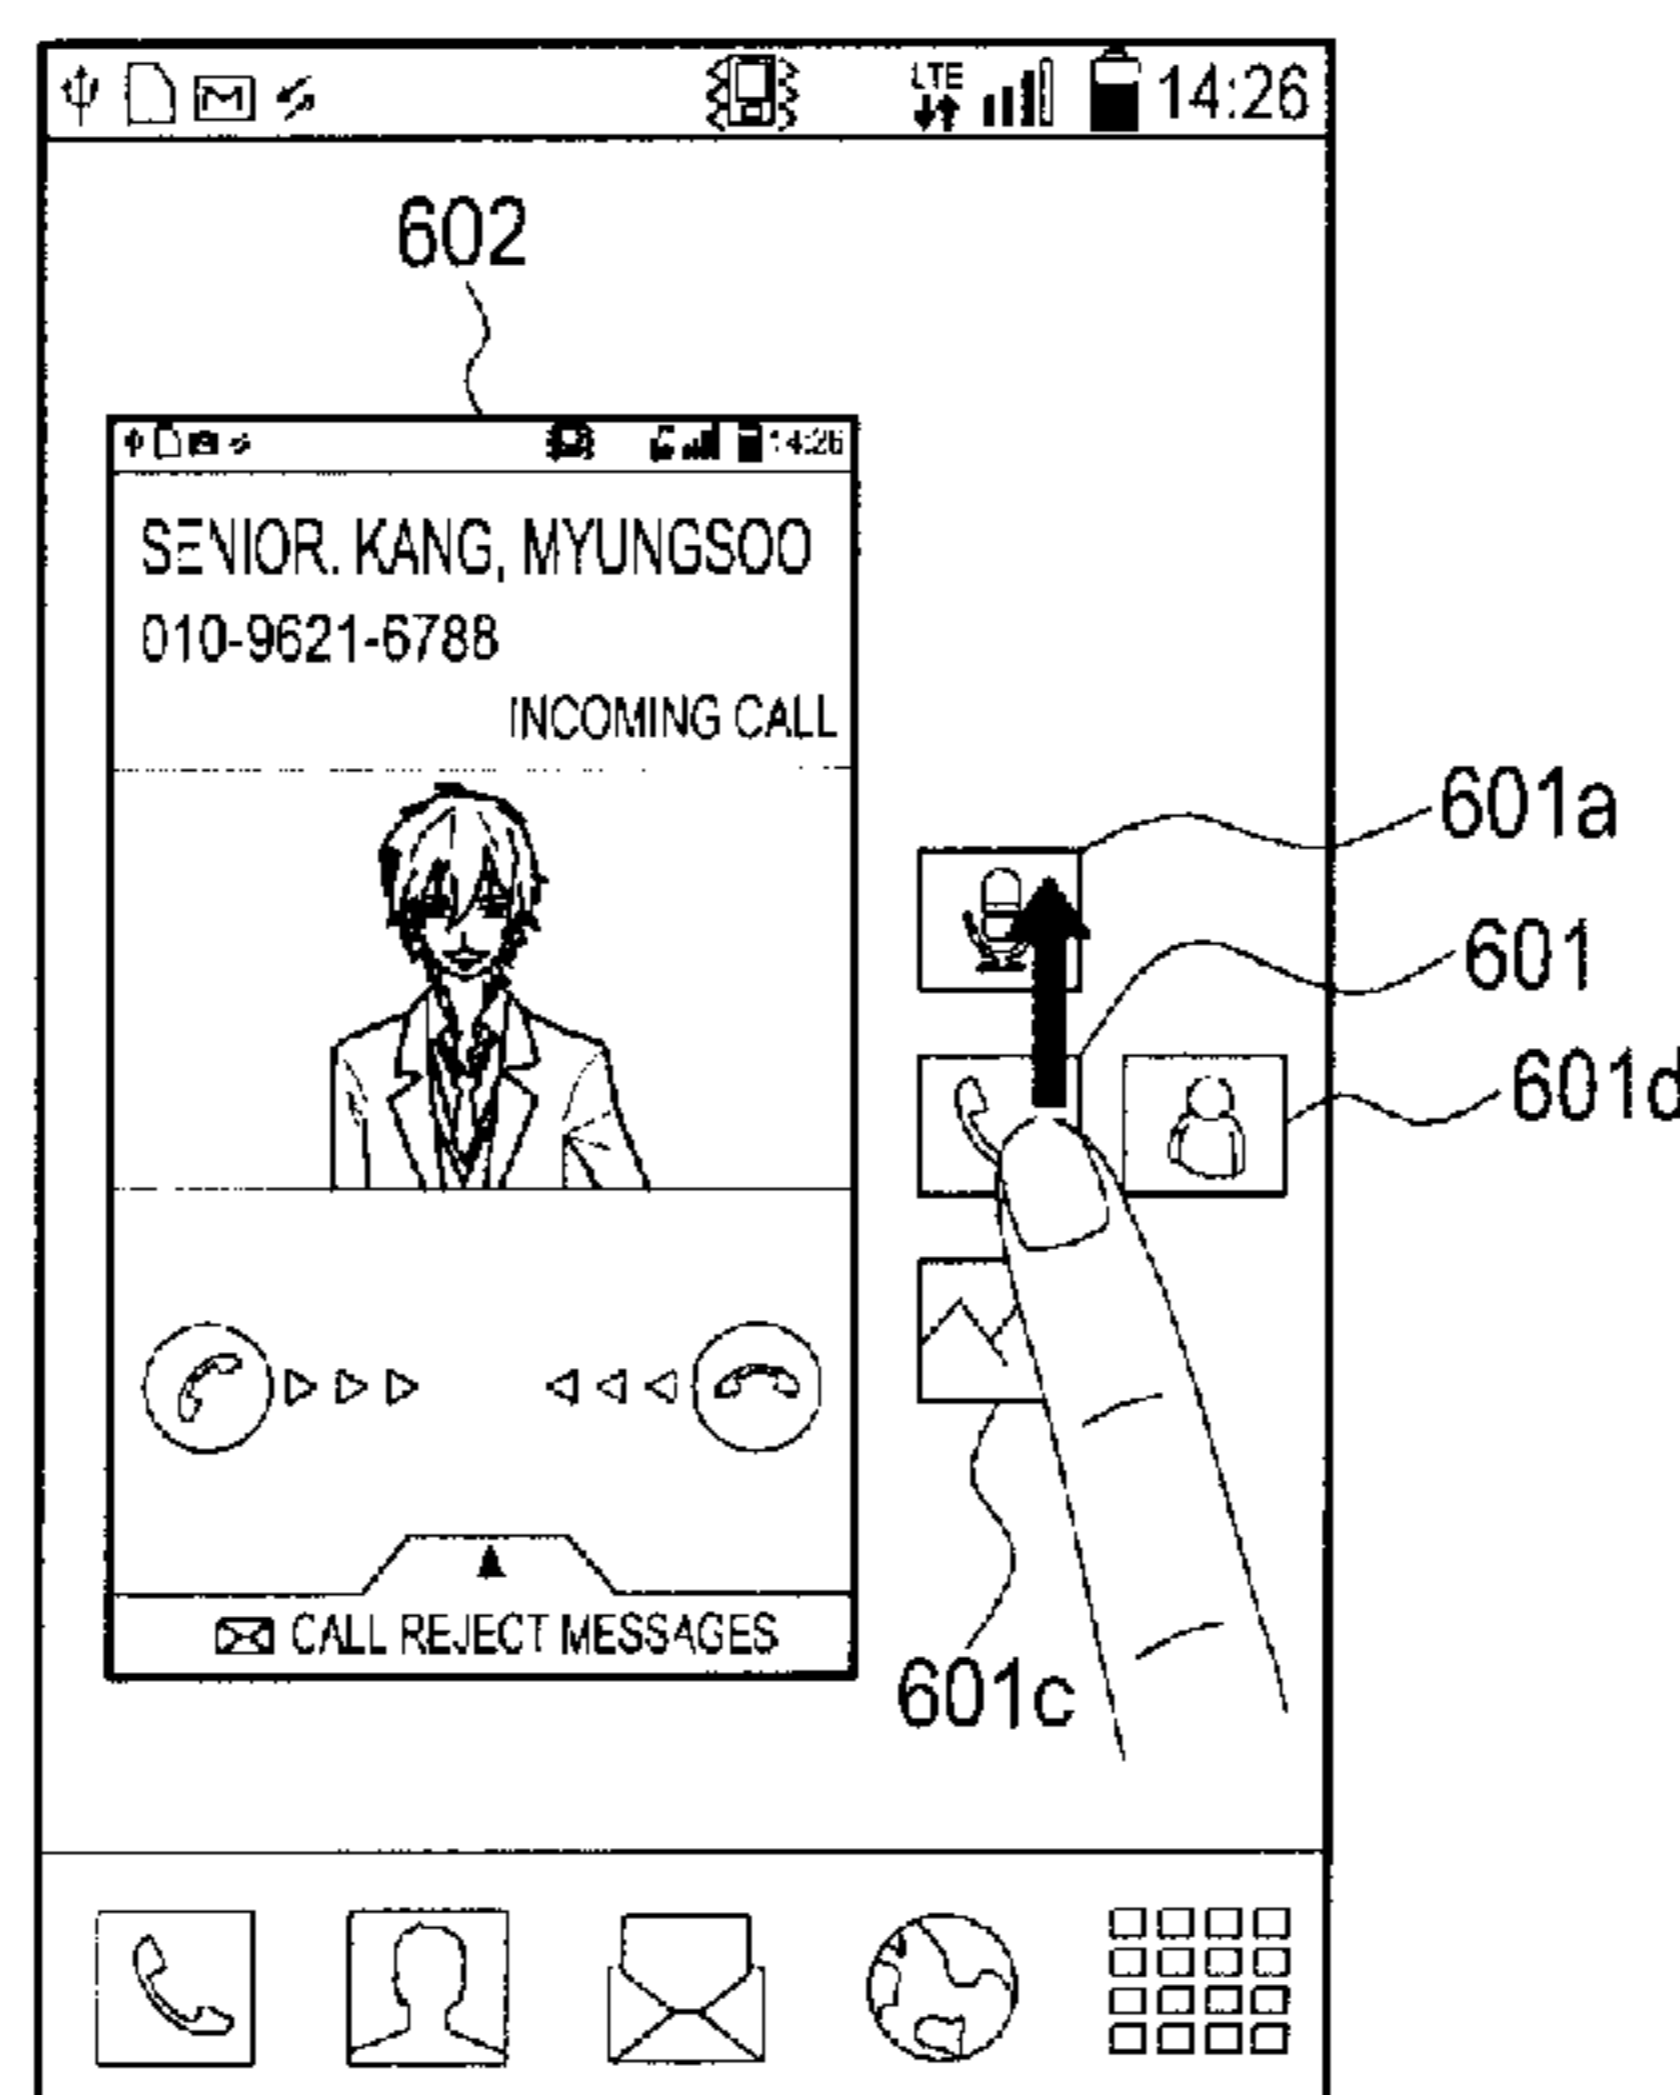 LTE 14:26
602
14:26
SENIOR. KANG, MYUNGSOO
010-9621-6788
INCOMING CALL
601a
601
601d
CALL REJECT MESSAGES
601c